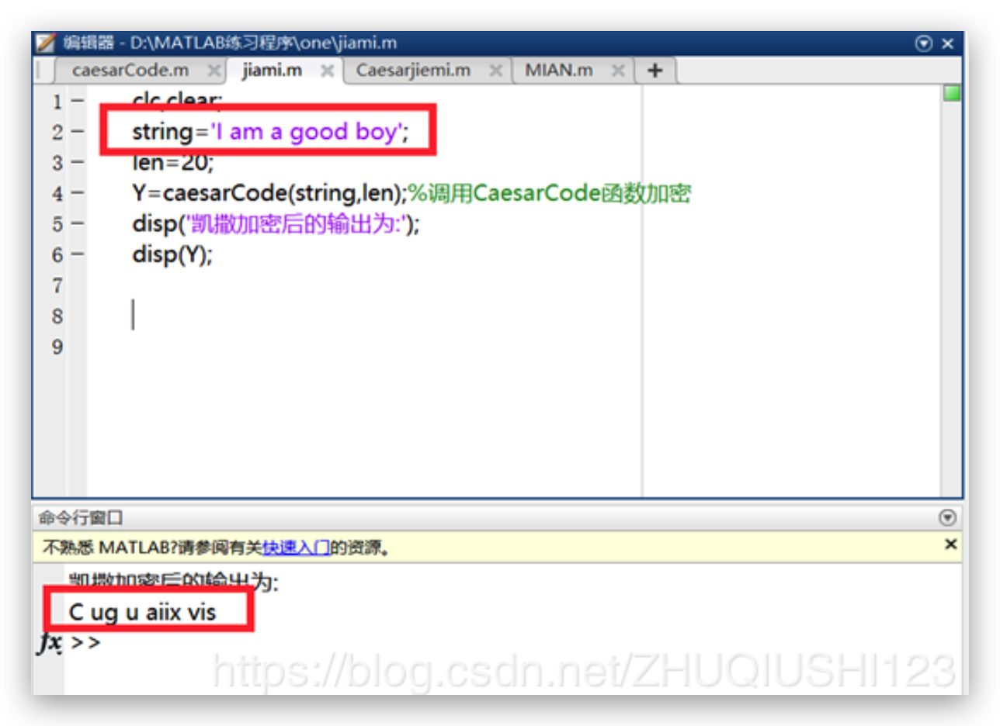 编辑器 - D:\MATLAB练习程序\one\jiami.m
caesarCode.m jiami.m Caesarjiemi.m MIAN.m +
1 clc,clear;
2 string='I am a good boy';
3 len=20;
4 Y=caesarCode(string,len);%调用CaesarCode函数加密
5 disp('凯撒加密后的输出为:');
6 disp(Y);
7
8
9
命令行窗口
不熟悉 MATLAB?请参阅有关快速入门的资源。
凯撒加密后的输出为:
C ug u aiix vis
fx >>
https://blog.csdn.net/ZHUQIUSHI123